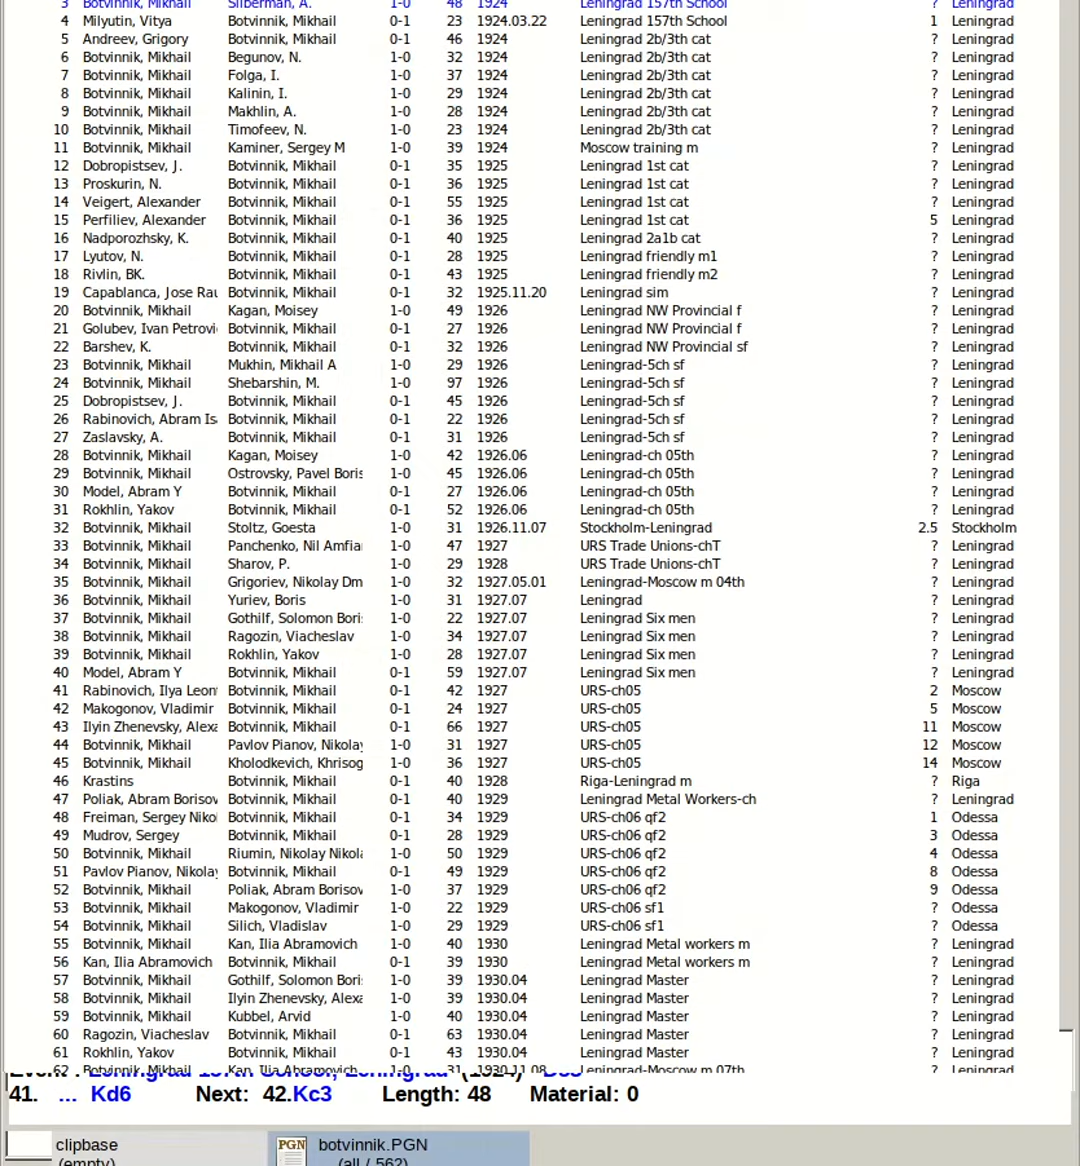 3 Botvinnik, Mikhail Silberman, A. 1-0 48 1924 Leningrad 157th School ? Leningrad
4 Milyutin, Vitya Botvinnik, Mikhail 0-1 23 1924.03.22 Leningrad 157th School 1 Leningrad
5 Andreev, Grigory Botvinnik, Mikhail 0-1 46 1924 Leningrad 2b/3th cat ? Leningrad
6 Botvinnik, Mikhail Begunov, N. 1-0 32 1924 Leningrad 2b/3th cat ? Leningrad
7 Botvinnik, Mikhail Folga, I. 1-0 37 1924 Leningrad 2b/3th cat ? Leningrad
8 Botvinnik, Mikhail Kalinin, I. 1-0 29 1924 Leningrad 2b/3th cat ? Leningrad
9 Botvinnik, Mikhail Makhlin, A. 1-0 28 1924 Leningrad 2b/3th cat ? Leningrad
10 Botvinnik, Mikhail Timofeev, N. 1-0 23 1924 Leningrad 2b/3th cat ? Leningrad
11 Botvinnik, Mikhail Kaminer, Sergey M 1-0 39 1924 Moscow training m ? Leningrad
12 Dobropistsev, J. Botvinnik, Mikhail 0-1 35 1925 Leningrad 1st cat ? Leningrad
13 Proskurin, N. Botvinnik, Mikhail 0-1 36 1925 Leningrad 1st cat ? Leningrad
14 Veigert, Alexander Botvinnik, Mikhail 0-1 55 1925 Leningrad 1st cat ? Leningrad
15 Perfiliev, Alexander Botvinnik, Mikhail 0-1 36 1925 Leningrad 1st cat 5 Leningrad
16 Nadporozhsky, K. Botvinnik, Mikhail 0-1 40 1925 Leningrad 2a1b cat ? Leningrad
17 Lyutov, N. Botvinnik, Mikhail 0-1 28 1925 Leningrad friendly m1 ? Leningrad
18 Rivlin, BK. Botvinnik, Mikhail 0-1 43 1925 Leningrad friendly m2 ? Leningrad
19 Capablanca, Jose Rau Botvinnik, Mikhail 0-1 32 1925.11.20 Leningrad sim ? Leningrad
20 Botvinnik, Mikhail Kagan, Moisey 1-0 49 1926 Leningrad NW Provincial f ? Leningrad
21 Golubev, Ivan Petrovi Botvinnik, Mikhail 0-1 27 1926 Leningrad NW Provincial f ? Leningrad
22 Barshev, K. Botvinnik, Mikhail 0-1 32 1926 Leningrad NW Provincial sf ? Leningrad
23 Botvinnik, Mikhail Mukhin, Mikhail A 1-0 29 1926 Leningrad-5ch sf ? Leningrad
24 Botvinnik, Mikhail Shebarshin, M. 1-0 97 1926 Leningrad-5ch sf ? Leningrad
25 Dobropistsev, J. Botvinnik, Mikhail 0-1 45 1926 Leningrad-5ch sf ? Leningrad
26 Rabinovich, Abram Is Botvinnik, Mikhail 0-1 22 1926 Leningrad-5ch sf ? Leningrad
27 Zaslavsky, A. Botvinnik, Mikhail 0-1 31 1926 Leningrad-5ch sf ? Leningrad
28 Botvinnik, Mikhail Kagan, Moisey 1-0 42 1926.06 Leningrad-ch 05th ? Leningrad
29 Botvinnik, Mikhail Ostrovsky, Pavel Boris 1-0 45 1926.06 Leningrad-ch 05th ? Leningrad
30 Model, Abram Y Botvinnik, Mikhail 0-1 27 1926.06 Leningrad-ch 05th ? Leningrad
31 Rokhlin, Yakov Botvinnik, Mikhail 0-1 52 1926.06 Leningrad-ch 05th ? Leningrad
32 Botvinnik, Mikhail Stoltz, Goesta 1-0 31 1926.11.07 Stockholm-Leningrad 2.5 Stockholm
33 Botvinnik, Mikhail Panchenko, Nil Amfia 1-0 47 1927 URS Trade Unions-chT ? Leningrad
34 Botvinnik, Mikhail Sharov, P. 1-0 29 1928 URS Trade Unions-chT ? Leningrad
35 Botvinnik, Mikhail Grigoriev, Nikolay Dm 1-0 32 1927.05.01 Leningrad-Moscow m 04th ? Leningrad
36 Botvinnik, Mikhail Yuriev, Boris 1-0 31 1927.07 Leningrad ? Leningrad
37 Botvinnik, Mikhail Gothilf, Solomon Bori 1-0 22 1927.07 Leningrad Six men ? Leningrad
38 Botvinnik, Mikhail Ragozin, Viacheslav 1-0 34 1927.07 Leningrad Six men ? Leningrad
39 Botvinnik, Mikhail Rokhlin, Yakov 1-0 28 1927.07 Leningrad Six men ? Leningrad
40 Model, Abram Y Botvinnik, Mikhail 0-1 59 1927.07 Leningrad Six men ? Leningrad
41 Rabinovich, Ilya Leont Botvinnik, Mikhail 0-1 42 1927 URS-ch05 2 Moscow
42 Makogonov, Vladimir Botvinnik, Mikhail 0-1 24 1927 URS-ch05 5 Moscow
43 Ilyin Zhenevsky, Alexa Botvinnik, Mikhail 0-1 66 1927 URS-ch05 11 Moscow
44 Botvinnik, Mikhail Pavlov Pianov, Nikolay 1-0 31 1927 URS-ch05 12 Moscow
45 Botvinnik, Mikhail Kholodkevich, Khrisog 1-0 36 1927 URS-ch05 14 Moscow
46 Krastins Botvinnik, Mikhail 0-1 40 1928 Riga-Leningrad m ? Riga
47 Poliak, Abram Borisov Botvinnik, Mikhail 0-1 40 1929 Leningrad Metal Workers-ch ? Leningrad
48 Freiman, Sergey Nikol Botvinnik, Mikhail 0-1 34 1929 URS-ch06 qf2 1 Odessa
49 Mudrov, Sergey Botvinnik, Mikhail 0-1 28 1929 URS-ch06 qf2 3 Odessa
50 Botvinnik, Mikhail Riumin, Nikolay Nikola 1-0 50 1929 URS-ch06 qf2 4 Odessa
51 Pavlov Pianov, Nikolay Botvinnik, Mikhail 0-1 49 1929 URS-ch06 qf2 8 Odessa
52 Botvinnik, Mikhail Poliak, Abram Borisov 1-0 37 1929 URS-ch06 qf2 9 Odessa
53 Botvinnik, Mikhail Makogonov, Vladimir 1-0 22 1929 URS-ch06 sf1 ? Odessa
54 Botvinnik, Mikhail Silich, Vladislav 1-0 29 1929 URS-ch06 sf1 ? Odessa
55 Botvinnik, Mikhail Kan, Ilia Abramovich 1-0 40 1930 Leningrad Metal workers m ? Leningrad
56 Kan, Ilia Abramovich Botvinnik, Mikhail 0-1 39 1930 Leningrad Metal workers m ? Leningrad
57 Botvinnik, Mikhail Gothilf, Solomon Bori 1-0 39 1930.04 Leningrad Master ? Leningrad
58 Botvinnik, Mikhail Ilyin Zhenevsky, Alexa 1-0 39 1930.04 Leningrad Master ? Leningrad
59 Botvinnik, Mikhail Kubbel, Arvid 1-0 40 1930.04 Leningrad Master ? Leningrad
60 Ragozin, Viacheslav Botvinnik, Mikhail 0-1 63 1930.04 Leningrad Master ? Leningrad
61 Rokhlin, Yakov Botvinnik, Mikhail 0-1 43 1930.04 Leningrad Master ? Leningrad
62 Botvinnik, Mikhail Kan, Ilia Abramovich 1-0 31 1930.11.08 Leningrad-Moscow m 07th ? Leningrad
Event : Leningrad 157th School, Leningrad (1924)
41. ... Kd6 Next: 42.Kc3 Length: 48 Material: 0
clipbase
(empty)
PGN botvinnik.PGN
(all / 562)